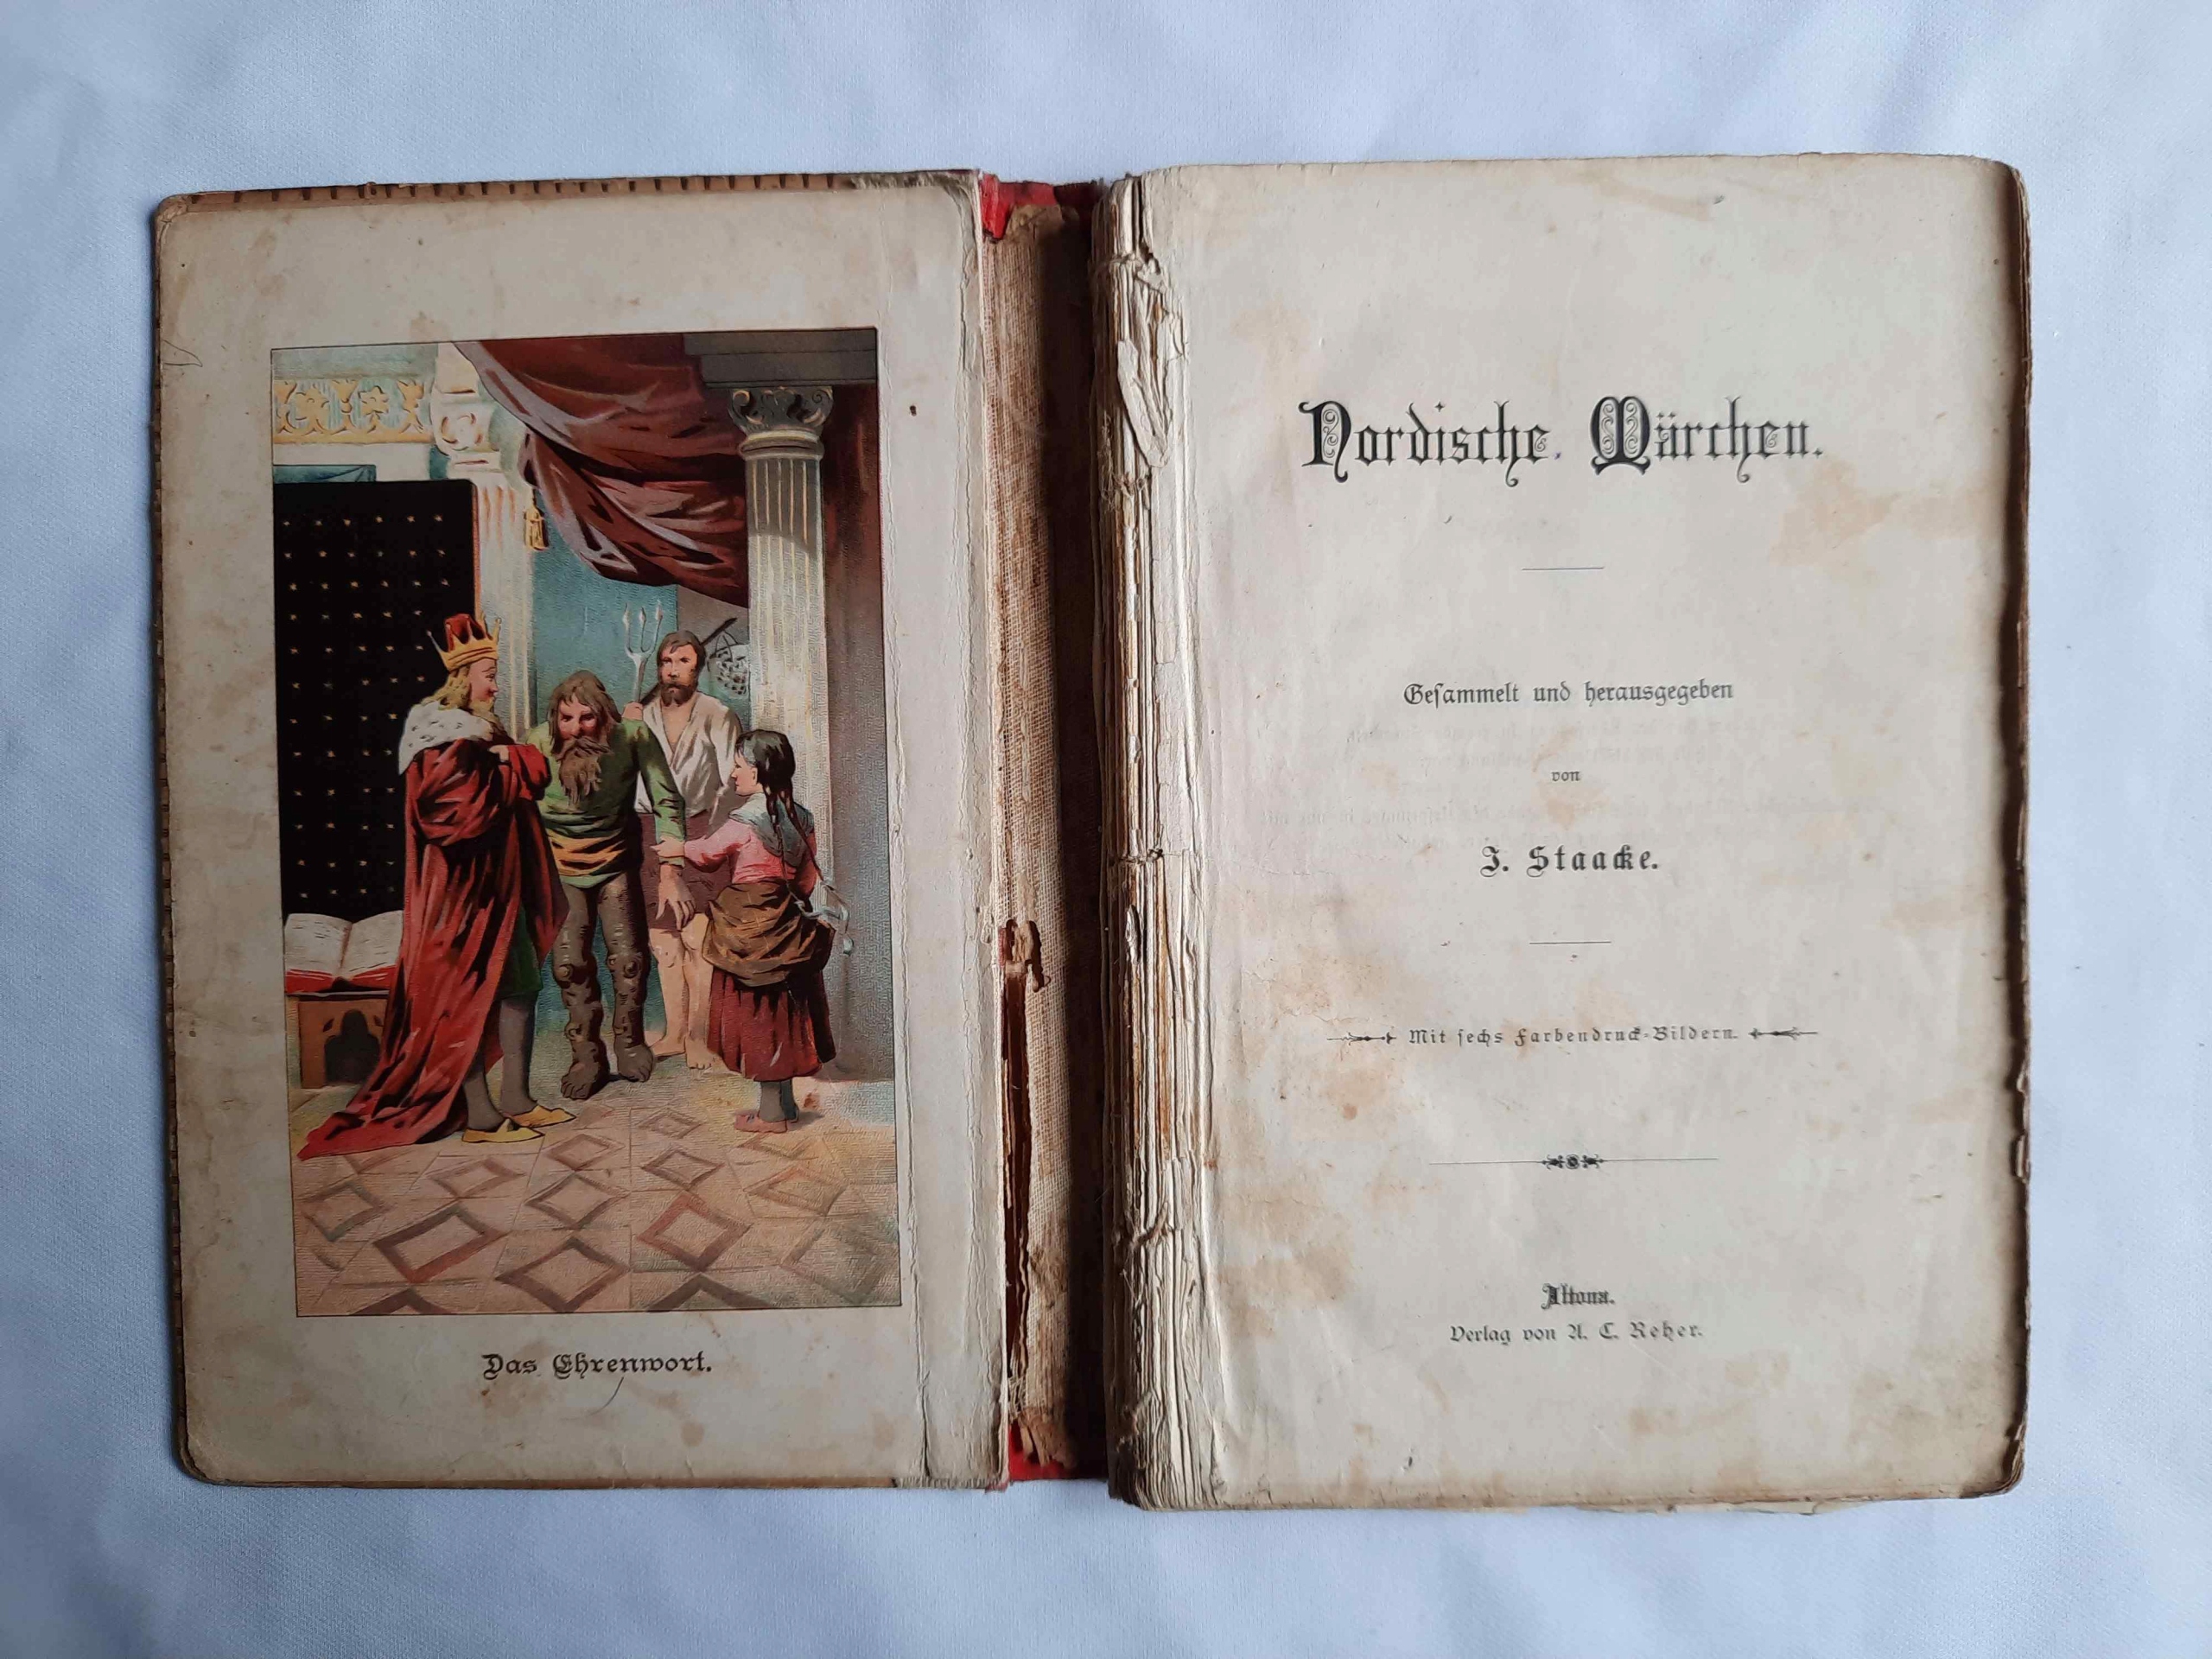 Das Ehrenwort.
Nordische Märchen.
Gesammelt und herausgegeben
von
J. Staacke.
Mit sechs Farbendruck-Bildern.
Altona.
Verlag von A. C. Reher.